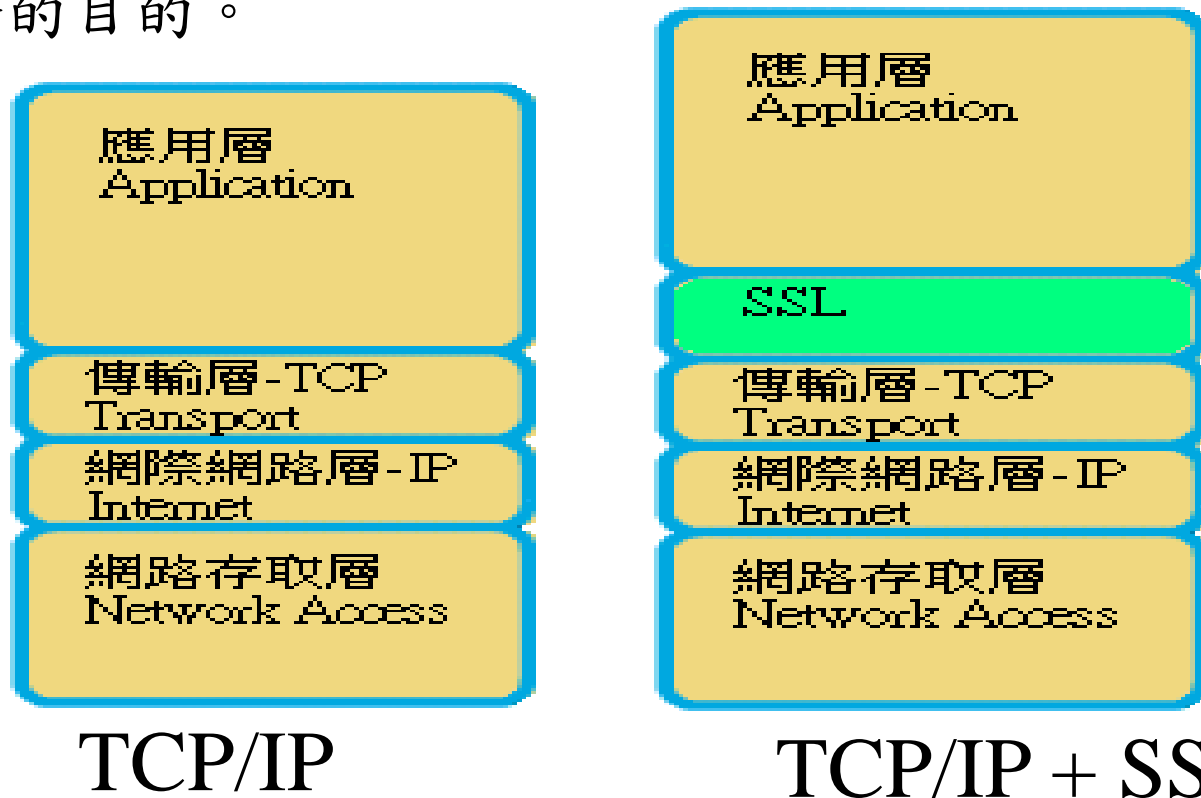 的目的。
應用層
Application
傳輸層-TCP
Transport
網際網路層-IP
Internet
網路存取層
Network Access
TCP/IP
應用層
Application
SSL
傳輸層-TCP
Transport
網際網路層-IP
Internet
網路存取層
Network Access
TCP/IP + SS